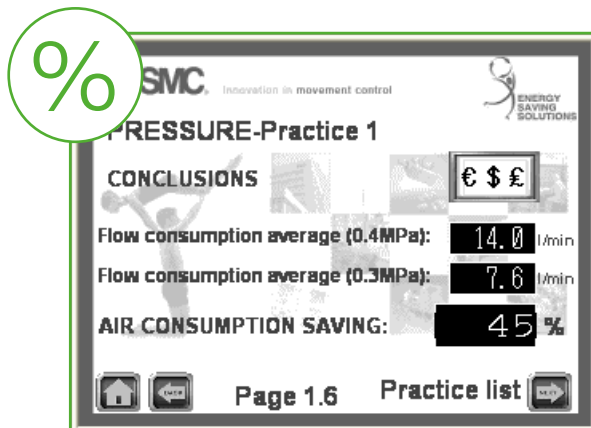 %
SMC. Innovation in movement control
ENERGY
SAVING
SOLUTIONS
PRESSURE-Practice 1
CONCLUSIONS
€ $ £
Flow consumption average (0.4MPa): 14.0 l/min
Flow consumption average (0.3MPa): 7.6 l/min
AIR CONSUMPTION SAVING: 45 %
Page 1.6 Practice list NEXT